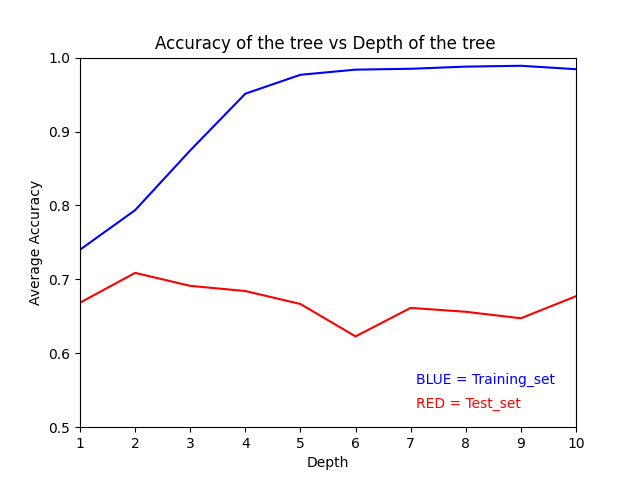 Accuracy of the tree vs Depth of the tree
1.0
0.9
0.8
0.7
0.6
0.5
Average Accuracy
BLUE = Training_set
RED = Test_set
1 2 3 4 5 6 7 8 9 10
Depth